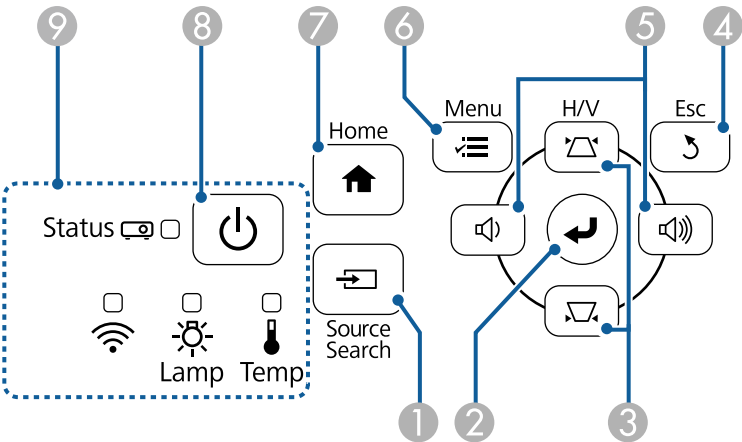 9 8 7 6 5 4
Menu H/V Esc
Home
Status
Source
Search
Lamp Temp
1 2 3